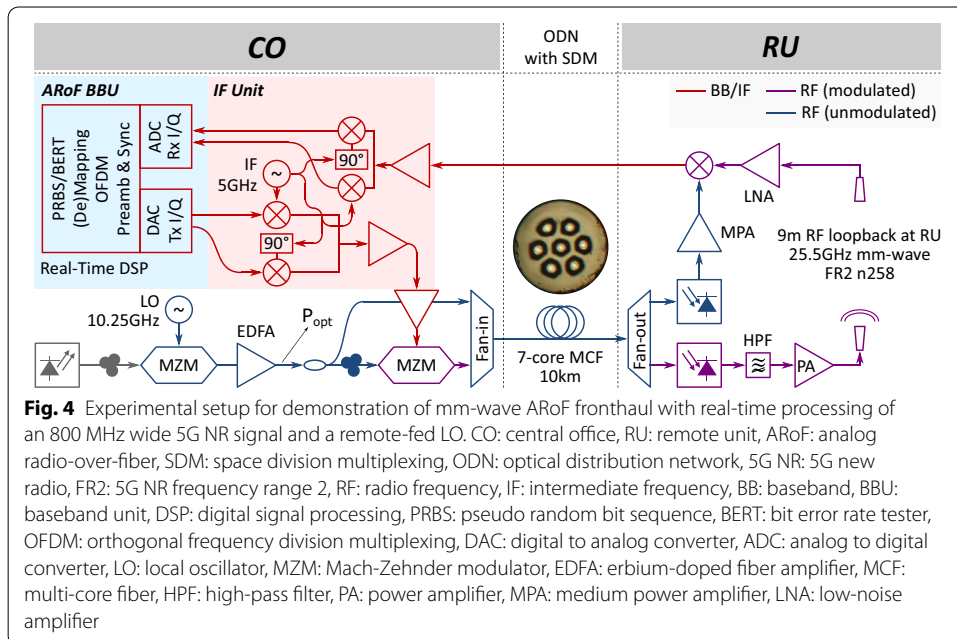 CO
ODN
with SDM
RU
ARoF BBU
IF Unit
BB/IF
RF (modulated)
RF (unmodulated)
PRBS/BERT
(De)Mapping
OFDM
Preamb & Sync
ADC
Rx I/Q
DAC
Tx I/Q
Real-Time DSP
IF
5GHz
~
90°
90°
LNA
MPA
9m RF loopback at RU
25.5GHz mm-wave
FR2 n258
LO
10.25GHz
~
MZM
EDFA
Popt
MZM
Fan-in
7-core MCF
10km
Fan-out
HPF
PA
Fig. 4 Experimental setup for demonstration of mm-wave ARoF fronthaul with real-time processing of
an 800 MHz wide 5G NR signal and a remote-fed LO. CO: central office, RU: remote unit, ARoF: analog
radio-over-fiber, SDM: space division multiplexing, ODN: optical distribution network, 5G NR: 5G new
radio, FR2: 5G NR frequency range 2, RF: radio frequency, IF: intermediate frequency, BB: baseband, BBU:
baseband unit, DSP: digital signal processing, PRBS: pseudo random bit sequence, BERT: bit error rate tester,
OFDM: orthogonal frequency division multiplexing, DAC: digital to analog converter, ADC: analog to digital
converter, LO: local oscillator, MZM: Mach-Zehnder modulator, EDFA: erbium-doped fiber amplifier, MCF:
multi-core fiber, HPF: high-pass filter, PA: power amplifier, MPA: medium power amplifier, LNA: low-noise
amplifier